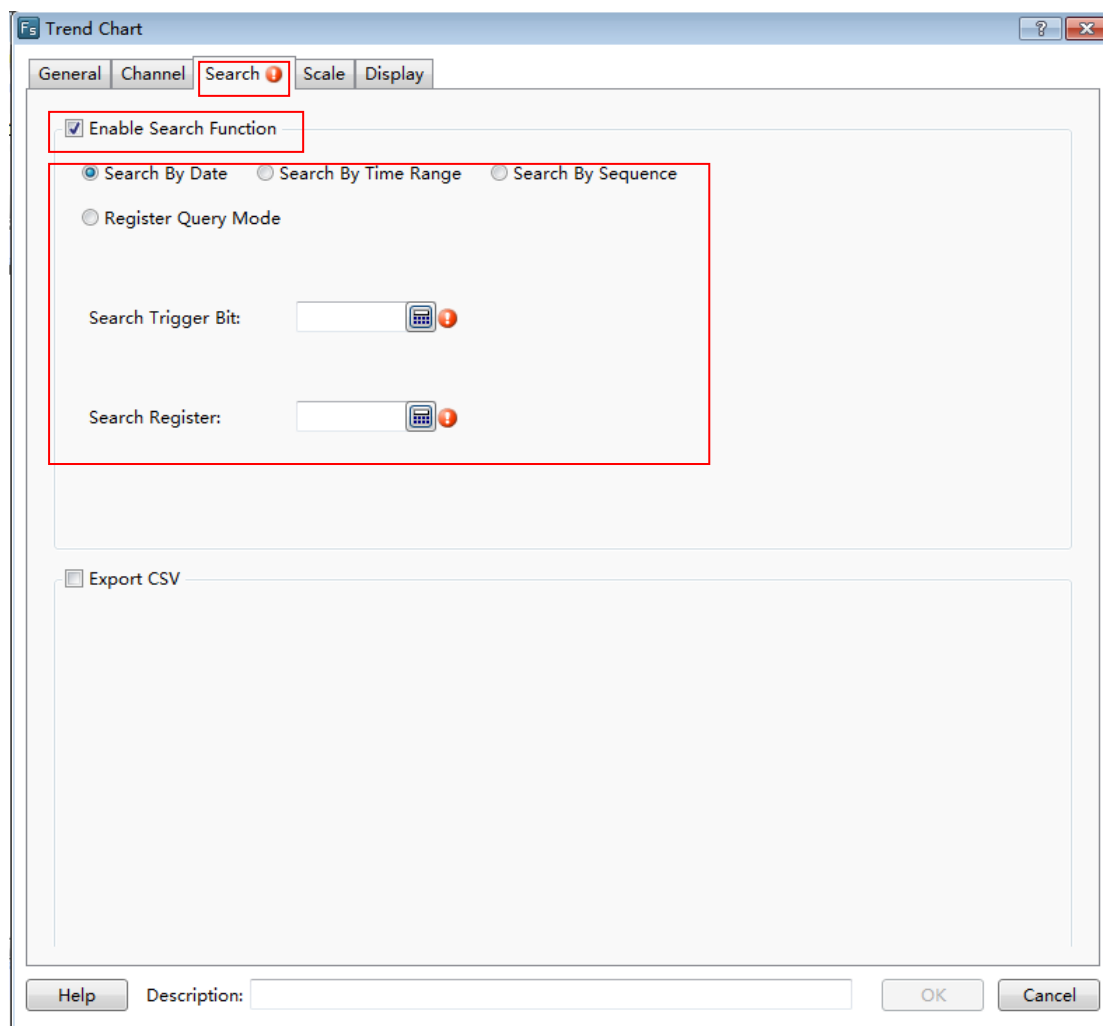 Fs Trend Chart
General Channel Search Scale Display
Enable Search Function
Search By Date Search By Time Range Search By Sequence
Register Query Mode
Search Trigger Bit:
Search Register:
Export CSV
Help Description: OK Cancel